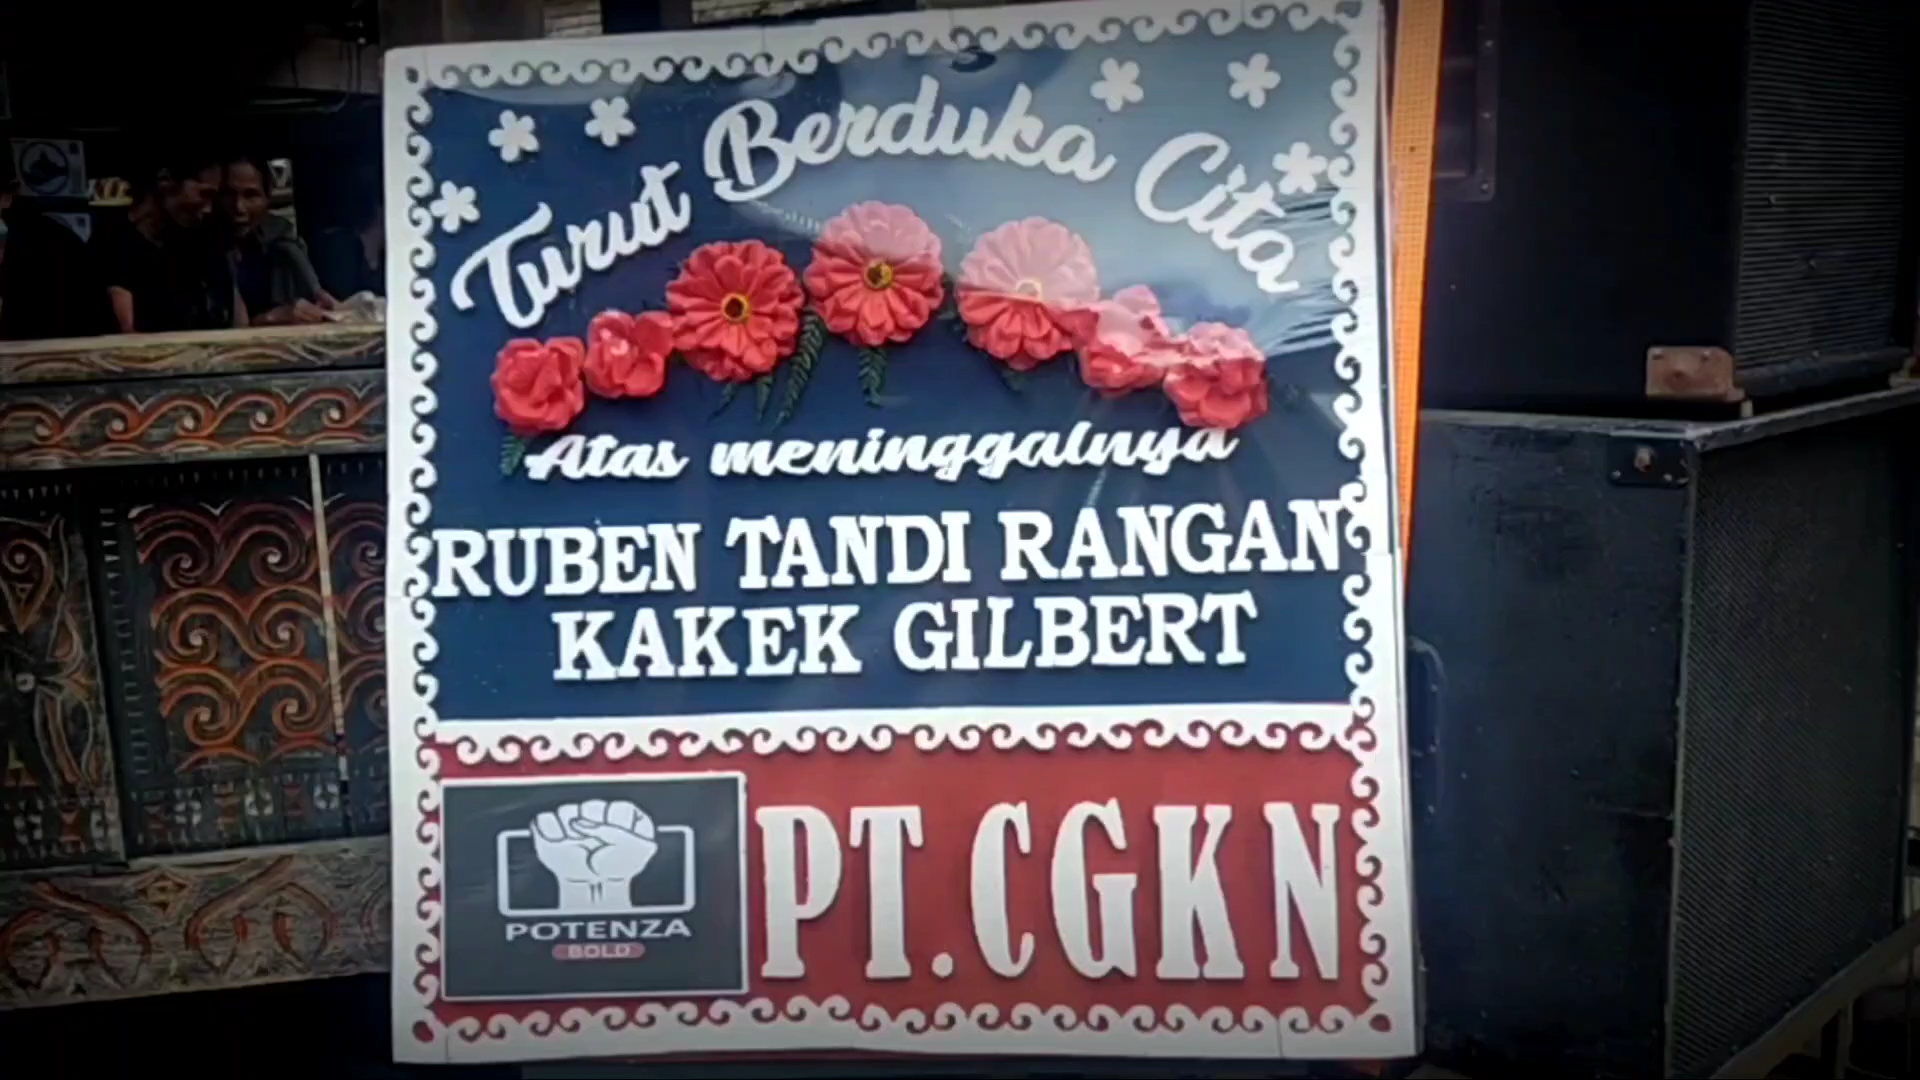 Turut Berduka Cita
Atas meninggalnya
RUBEN TANDI RANGAN
KAKEK GILBERT
POTENZA
BOLD
PT.CGKN